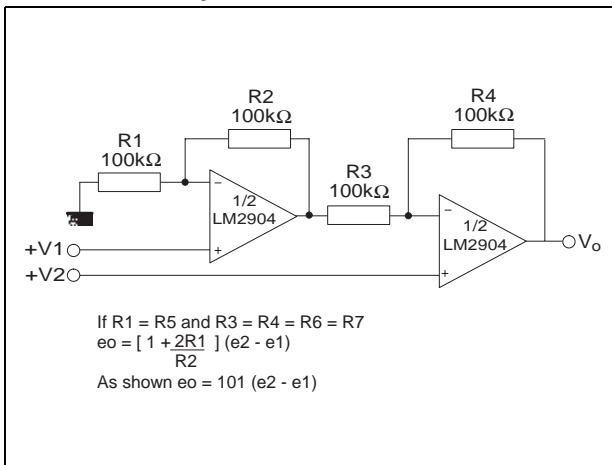 R2
100kΩ
R4
100kΩ
R1
100kΩ
R3
100kΩ
1/2
LM2904
1/2
LM2904
−
+
−
+
+V1
+V2
Vo
If R1 = R5 and R3 = R4 = R6 = R7
eo = [ 1 + 2R1 ] (e2 - e1)
R2
As shown eo = 101 (e2 - e1)